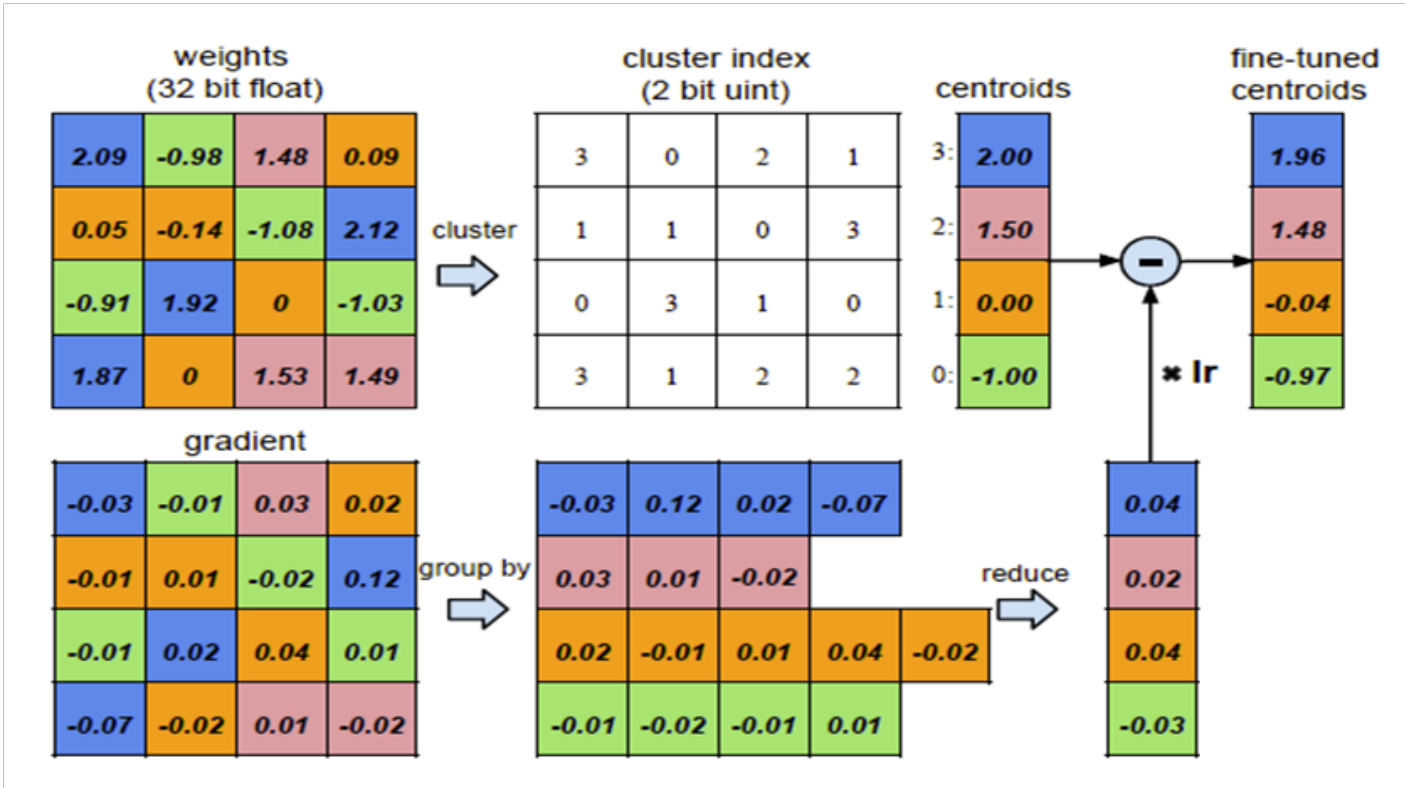 weights
(32 bit float)
cluster index
(2 bit uint)
centroids
fine-tuned
centroids
2.09 -0.98 1.48 0.09
3 0 2 1
3: 2.00
1.96
0.05 -0.14 -1.08 2.12
cluster
1 1 0 3
2: 1.50
1.48
-0.91 1.92 0 -1.03
0 3 1 0
1: 0.00
-0.04
1.87 0 1.53 1.49
3 1 2 2
0: -1.00
-0.97
× lr
gradient
-0.03 -0.01 0.03 0.02
-0.03 0.12 0.02 -0.07
0.04
-0.01 0.01 -0.02 0.12
group by
0.03 0.01 -0.02
reduce
0.02
-0.01 0.02 0.04 0.01
0.02 -0.01 0.01 0.04 -0.02
0.04
-0.07 -0.02 0.01 -0.02
-0.01 -0.02 -0.01 0.01
-0.03